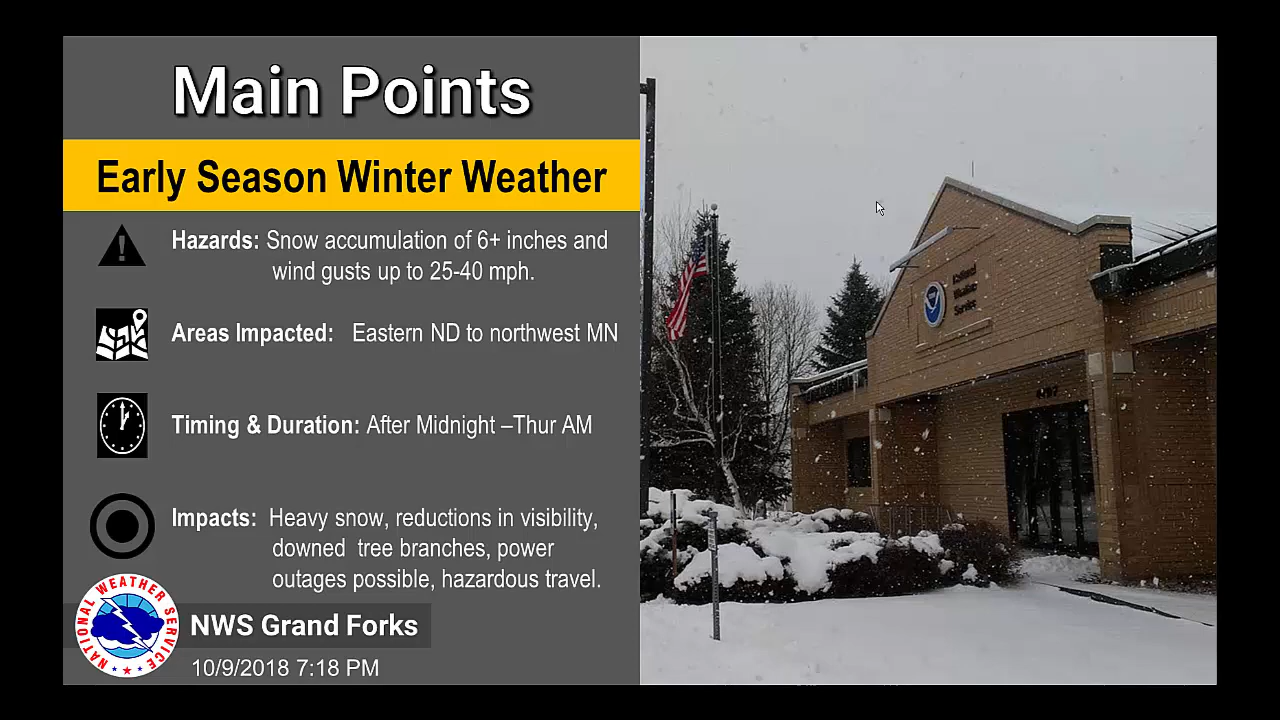 Main Points
Early Season Winter Weather
Hazards: Snow accumulation of 6+ inches and
wind gusts up to 25-40 mph.
Areas Impacted: Eastern ND to northwest MN
Timing & Duration: After Midnight –Thur AM
Impacts: Heavy snow, reductions in visibility,
downed tree branches, power
outages possible, hazardous travel.
NATIONAL WEATHER SERVICE
NWS Grand Forks
10/9/2018 7:18 PM
National
Weather
Service